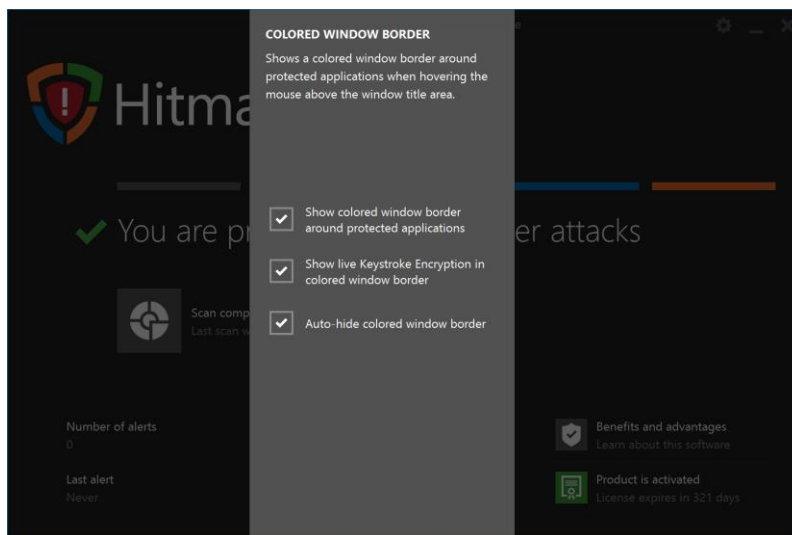 COLORED WINDOW BORDER
Shows a colored window border around
protected applications when hovering the
mouse above the window title area.
Hitma
You are pr er attacks
Show colored window border
around protected applications
Show live Keystroke Encryption in
colored window border
Auto-hide colored window border
Scan comp
Last scan w
Number of alerts
0
Last alert
Never
Benefits and advantages
Learn about this software
Product is activated
License expires in 321 days